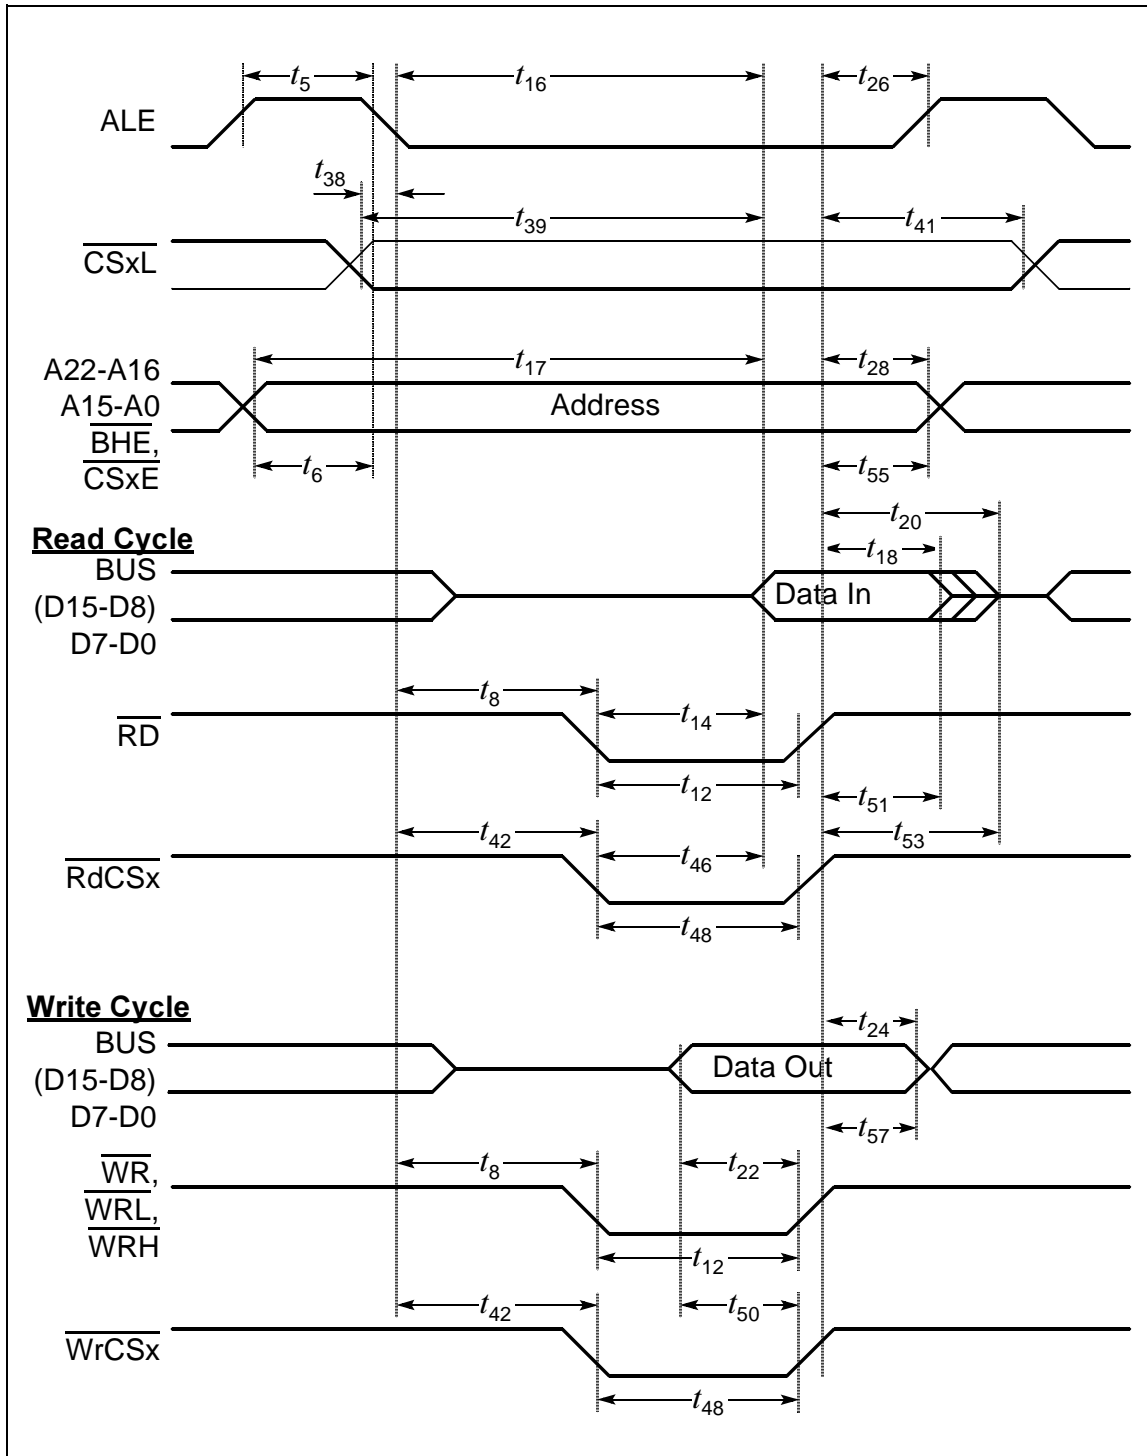 t5
t16
t26
ALE
t38
t39
t41
CSxL
t17
t28
A22-A16
A15-A0
Address
BHE,
CSxE
t6
t55
t20
Read Cycle
t18
BUS
(D15-D8)
Data In
D7-D0
t8
t14
RD
t12
t51
t42
t53
t46
RdCSx
t48
Write Cycle
t24
BUS
(D15-D8)
Data Out
D7-D0
t57
t8
t22
WR,
WRL,
WRH
t12
t42
t50
WrCSx
t48